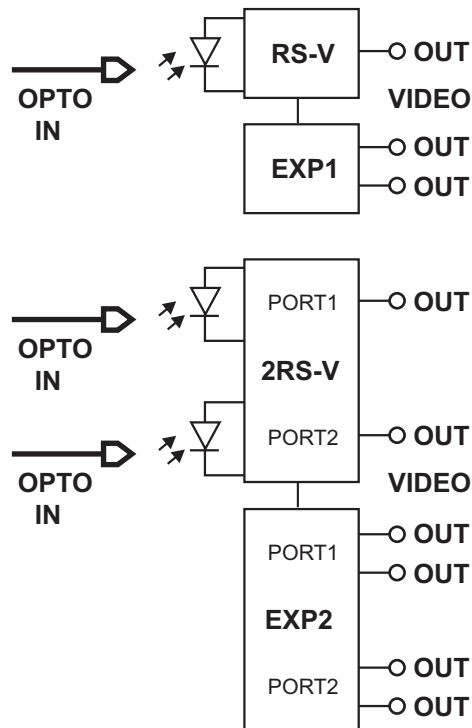 RS-V
OUT
OPTO
IN
VIDEO
EXP1
OUT
OUT
PORT1
OUT
OPTO
IN
2RS-V
PORT2
OUT
OPTO
IN
VIDEO
PORT1
OUT
OUT
EXP2
PORT2
OUT
OUT